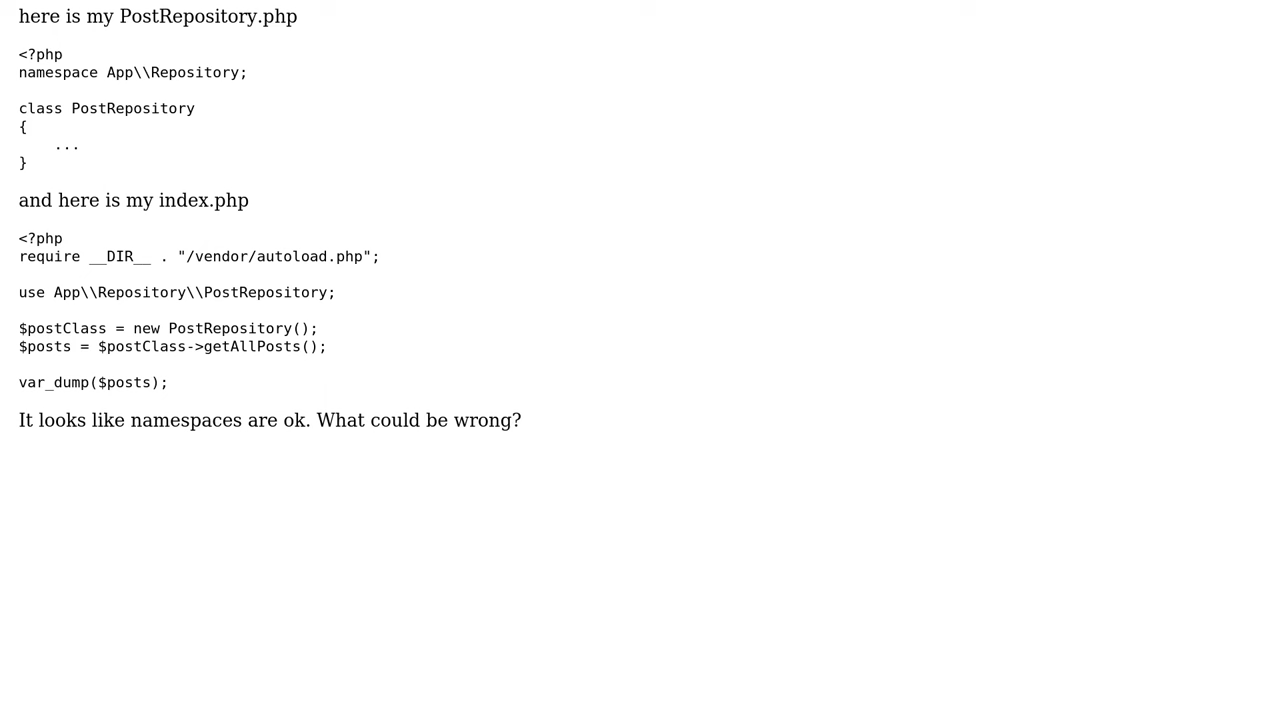 here is my PostRepository.php
<?php
namespace App\\Repository;
class PostRepository
{
    ...
}
and here is my index.php
<?php
require __DIR__ . "/vendor/autoload.php";
use App\\Repository\\PostRepository;
$postClass = new PostRepository();
$posts = $postClass->getAllPosts();
var_dump($posts);
It looks like namespaces are ok. What could be wrong?